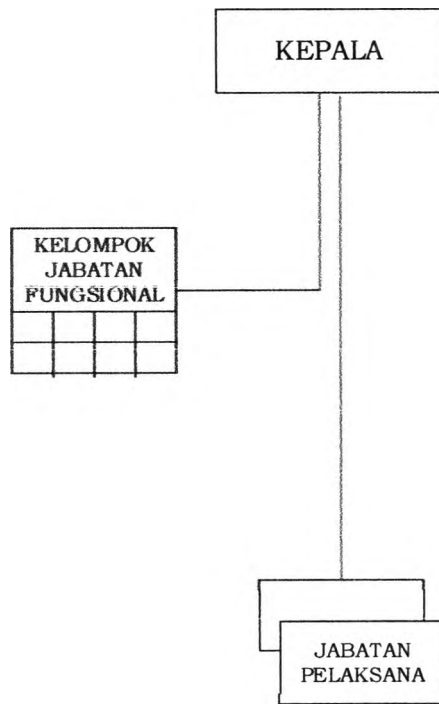 KEPALA
KELOMPOK
JABATAN
FUNGSIONAL
JABATAN
PELAKSANA